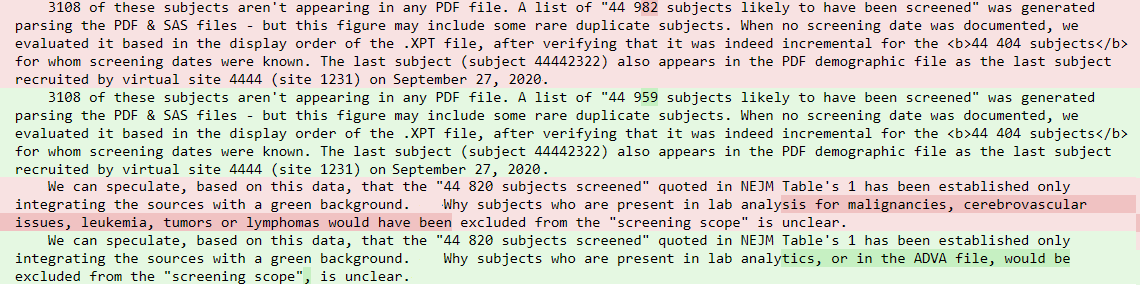 3108 of these subjects aren't appearing in any PDF file. A list of "44 982 subjects likely to have been screened" was generated
parsing the PDF & SAS files - but this figure may include some rare duplicate subjects. When no screening date was documented, we
evaluated it based in the display order of the .XPT file, after verifying that it was indeed incremental for the <b>44 404 subjects</b>
for whom screening dates were known. The last subject (subject 44442322) also appears in the PDF demographic file as the last subject
recruited by virtual site 4444 (site 1231) on September 27, 2020.
3108 of these subjects aren't appearing in any PDF file. A list of "44 959 subjects likely to have been screened" was generated
parsing the PDF & SAS files - but this figure may include some rare duplicate subjects. When no screening date was documented, we
evaluated it based in the display order of the .XPT file, after verifying that it was indeed incremental for the <b>44 404 subjects</b>
for whom screening dates were known. The last subject (subject 44442322) also appears in the PDF demographic file as the last subject
recruited by virtual site 4444 (site 1231) on September 27, 2020.
We can speculate, based on this data, that the "44 820 subjects screened" quoted in NEJM Table's 1 has been established only
integrating the sources with a green background. Why subjects who are present in lab analysis for malignancies, cerebrovascular
issues, leukemia, tumors or lymphomas would have been excluded from the "screening scope" is unclear.
We can speculate, based on this data, that the "44 820 subjects screened" quoted in NEJM Table's 1 has been established only
integrating the sources with a green background. Why subjects who are present in lab analytics, or in the ADVA file, would be
excluded from the "screening scope", is unclear.